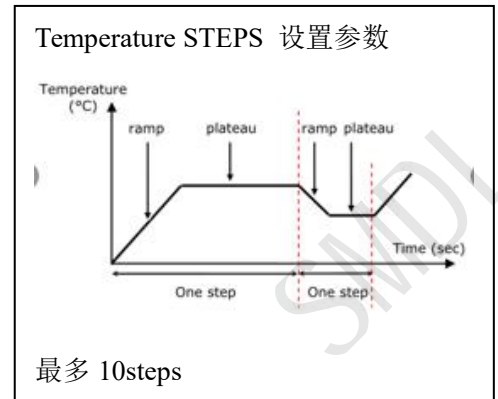 Temperature STEPS 设置参数
Temperature
(°C)
ramp plateau ramp plateau
Time (sec)
One step One step
SMDI
最多 10steps